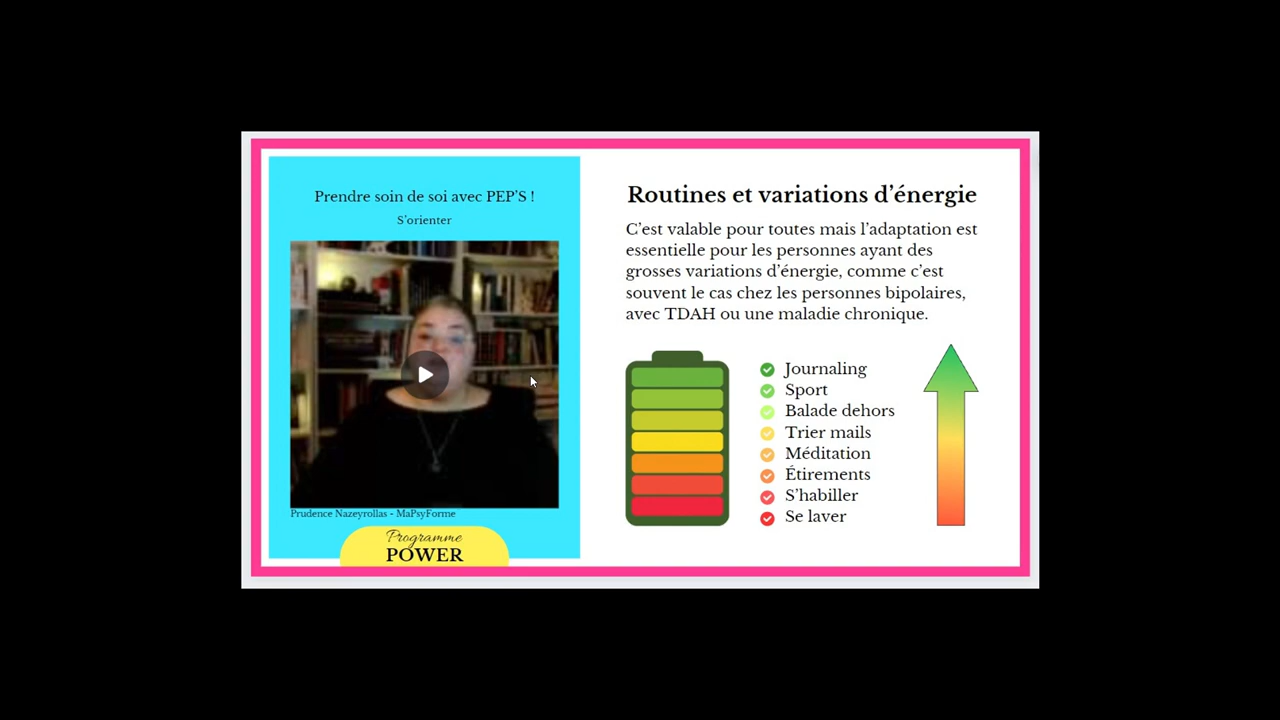 Prendre soin de soi avec PEP'S !
S'orienter
Prudence Nazeyrollas - MaPsyForme
Programme
POWER
Routines et variations d'énergie
C'est valable pour toutes mais l'adaptation est
essentielle pour les personnes ayant des
grosses variations d'énergie, comme c'est
souvent le cas chez les personnes bipolaires,
avec TDAH ou une maladie chronique.
Journaling
Sport
Balade dehors
Trier mails
Méditation
Étirements
S'habiller
Se laver